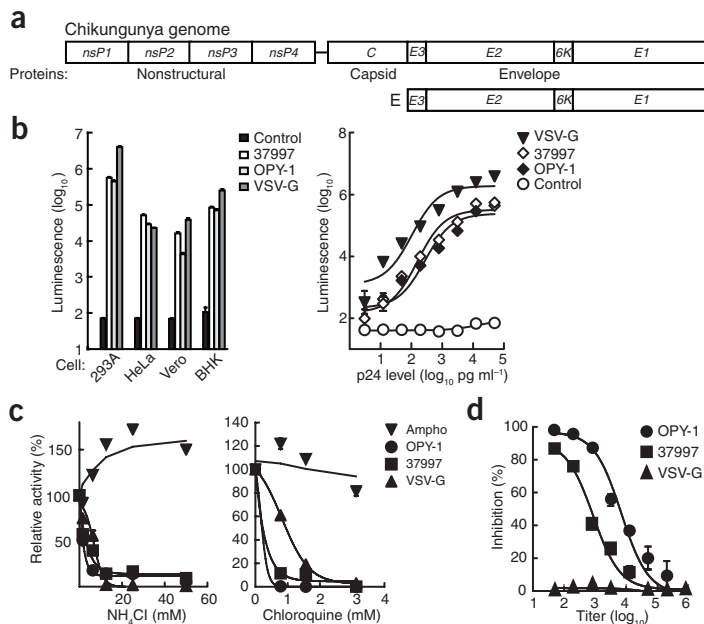 a
Chikungunya genome
nsP1 nsP2 nsP3 nsP4 C E3 E2 6K E1
Proteins: Nonstructural Capsid Envelope
E E3 E2 6K E1
b
Luminescence (log10)
7
6
5
4
3
2
1
Control
37997
OPY-1
VSV-G
Cell: 293A HeLa Vero BHK
Luminescence (log10)
8
6
4
2
VSV-G
37997
OPY-1
Control
0 1 2 3 4 5
p24 level (log10 pg ml−1)
c
Relative activity (%)
150
100
50
0 20 40 60
NH4Cl (mM)
140
120
100
80
60
40
20
0
Ampho
OPY-1
37997
VSV-G
0 1 2 3 4
Chloroquine (mM)
d
Inhibition (%)
100
80
60
40
20
0
OPY-1
37997
VSV-G
1 2 3 4 5 6
Titer (log10)